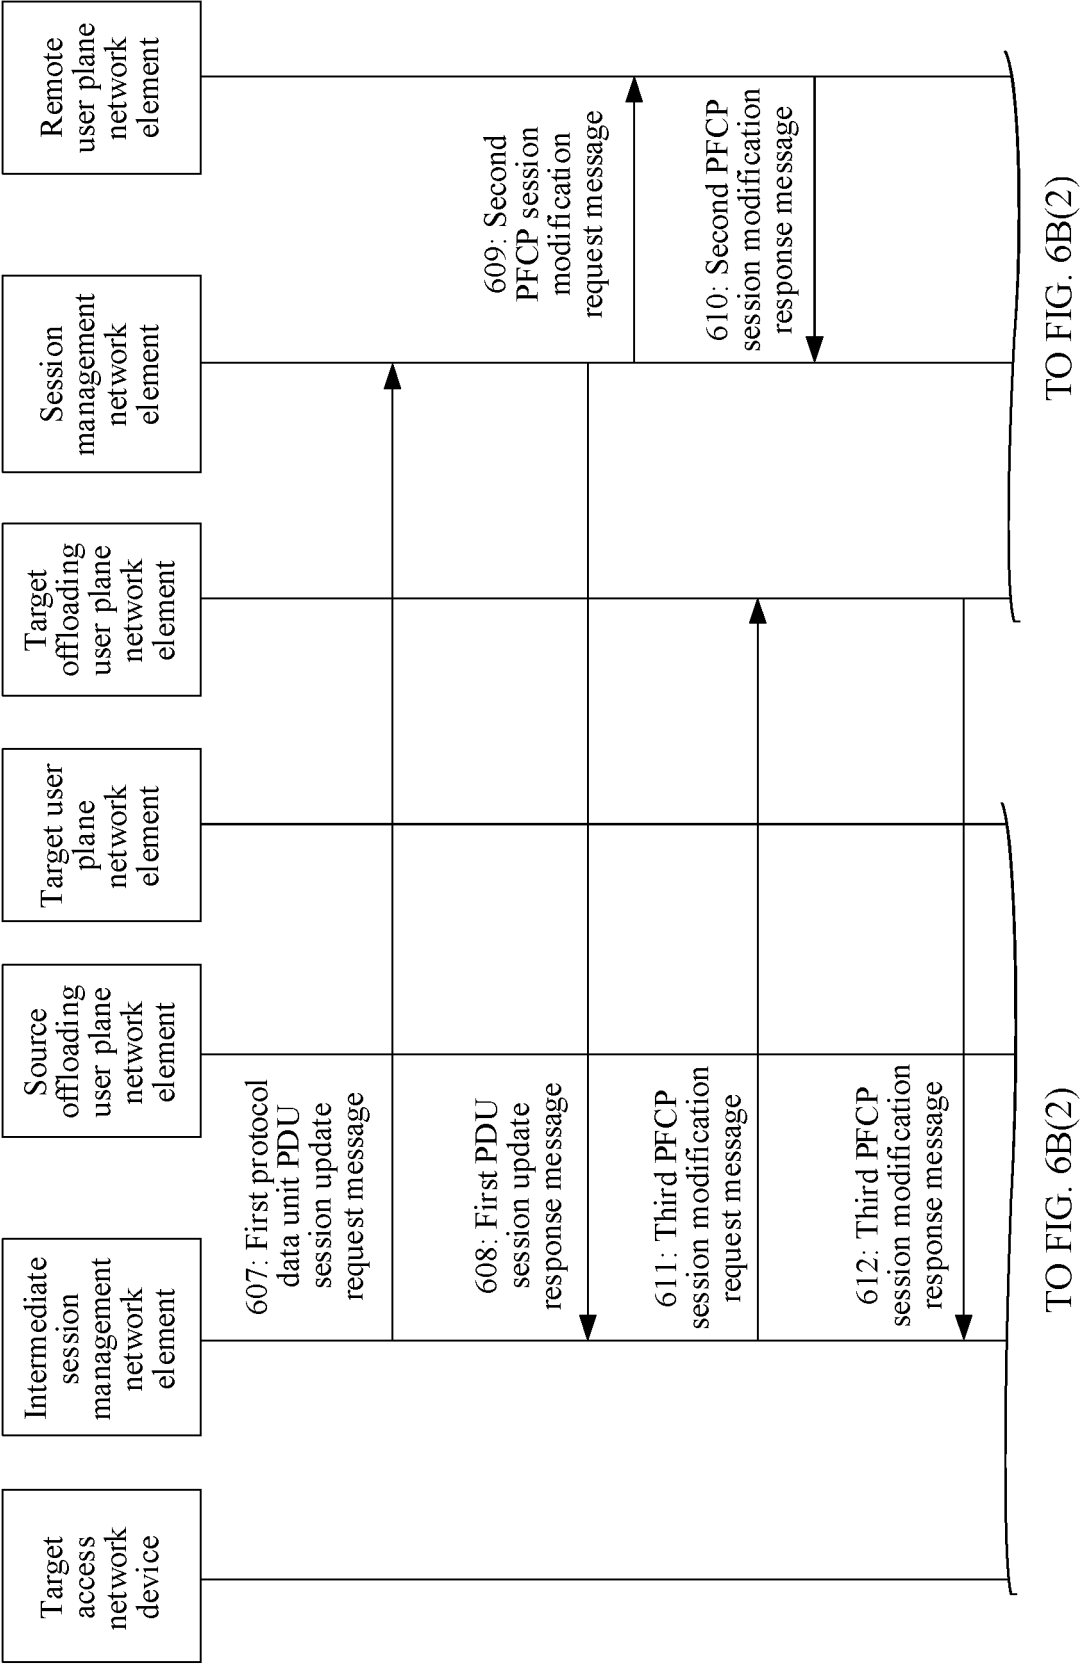 Target
access
network
device
Intermediate
session
management
network
element
Source
offloading
user plane
network
element
Target user
plane
network
element
Target
offloading
user plane
network
element
Session
management
network
element
Remote
user plane
network
element
607: First protocol
data unit PDU
session update
request message
608: First PDU
session update
response message
609: Second
PFCP session
modification
request message
610: Second PFCP
session modification
response message
611: Third PFCP
session modification
request message
612: Third PFCP
session modification
response message
TO FIG. 6B(2)
TO FIG. 6B(2)